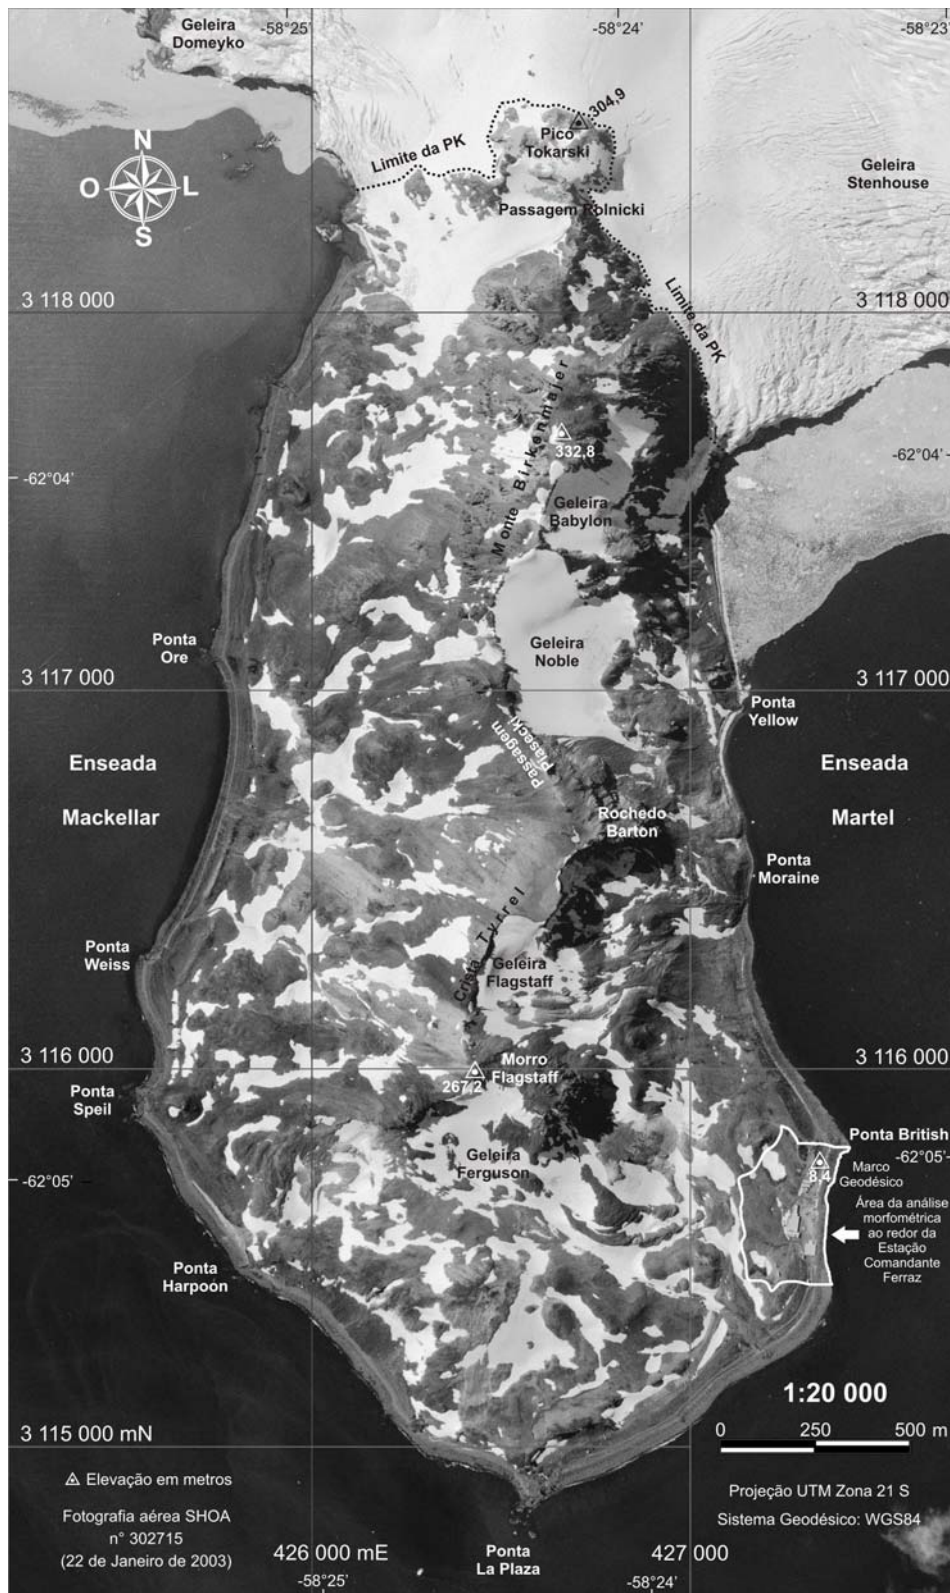 Geleira
Domeyko
-58°25'
-58°24'
-58°23'
304,9
Pico
Tokarski
Limite da PK
N
O L
S
Geleira
Stenhouse
Passagem Rolnicki
3 118 000
3 118 000
Limite da PK
Monte Birkenmajer
332,8
-62°04'
-62°04'
Geleira
Babylon
Ponta
Ore
Geleira
Noble
3 117 000
3 117 000
Ponta
Yellow
Passagem
Piasecki
Enseada
Mackellar
Enseada
Martel
Rochedo
Barton
Ponta
Moraine
Crista Tyrrel
Ponta
Weiss
Geleira
Flagstaff
3 116 000
3 116 000
Morro
Flagstaff
267,2
Ponta
Speil
Ponta British
-62°05'
-62°05'
8,4
Marco
Geodésico
Geleira
Ferguson
Área da análise
morfométrica
ao redor da
Estação
Comandante
Ferraz
Ponta
Harpoon
1:20 000
0 250 500 m
3 115 000 mN
Elevação em metros
Projeção UTM Zona 21 S
Sistema Geodésico: WGS84
Fotografia aérea SHOA
n° 302715
(22 de Janeiro de 2003)
426 000 mE
427 000
Ponta
La Plaza
-58°25'
-58°24'